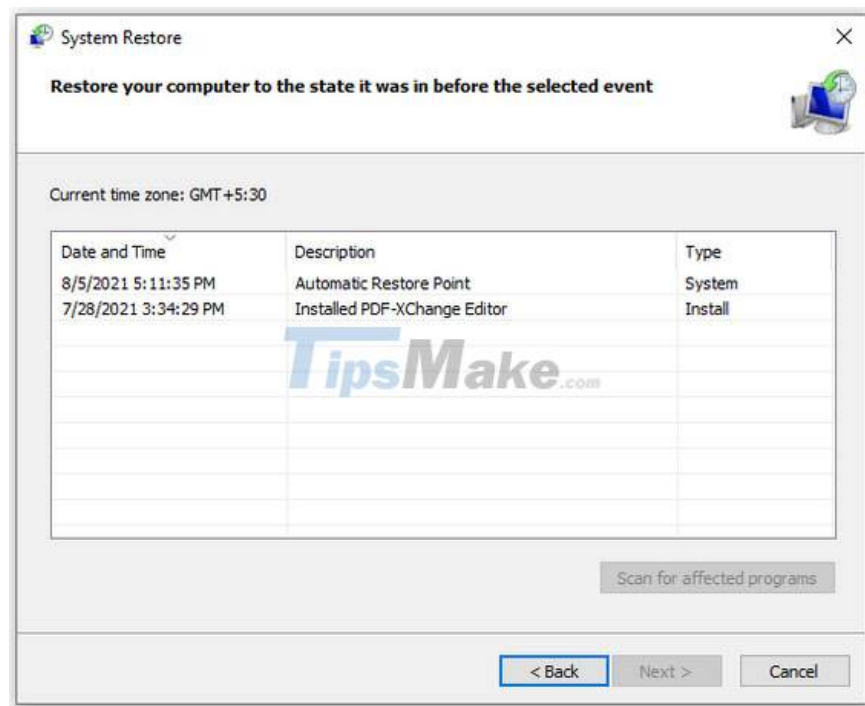 System Restore
Restore your computer to the state it was in before the selected event
Current time zone: GMT+5:30
Date and Time Description Type
8/5/2021 5:11:35 PM Automatic Restore Point System
7/28/2021 3:34:29 PM Installed PDF-XChange Editor Install
TipsMake.com
Scan for affected programs
< Back Next > Cancel